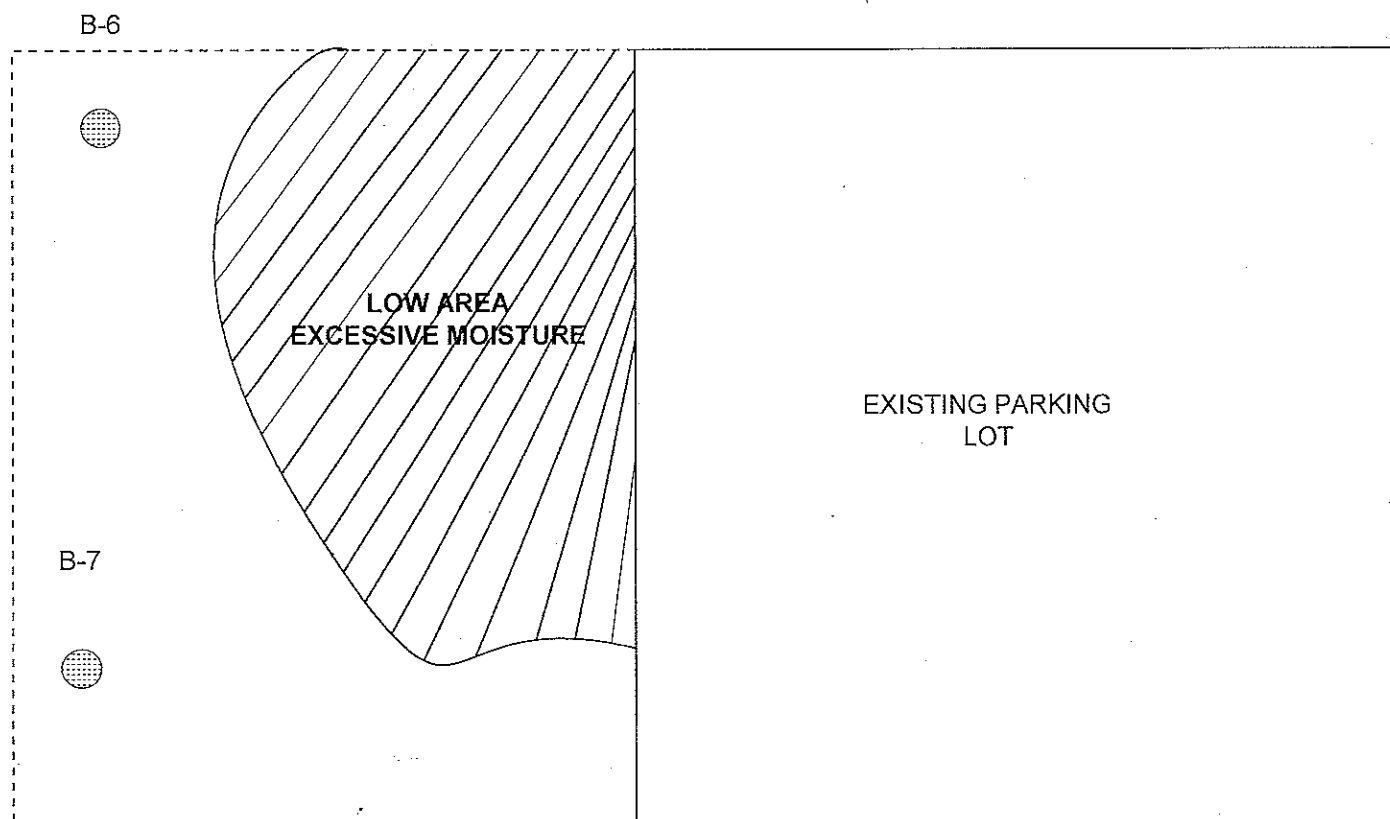 B-6
LOW AREA
EXCESSIVE MOISTURE
EXISTING PARKING
LOT
B-7